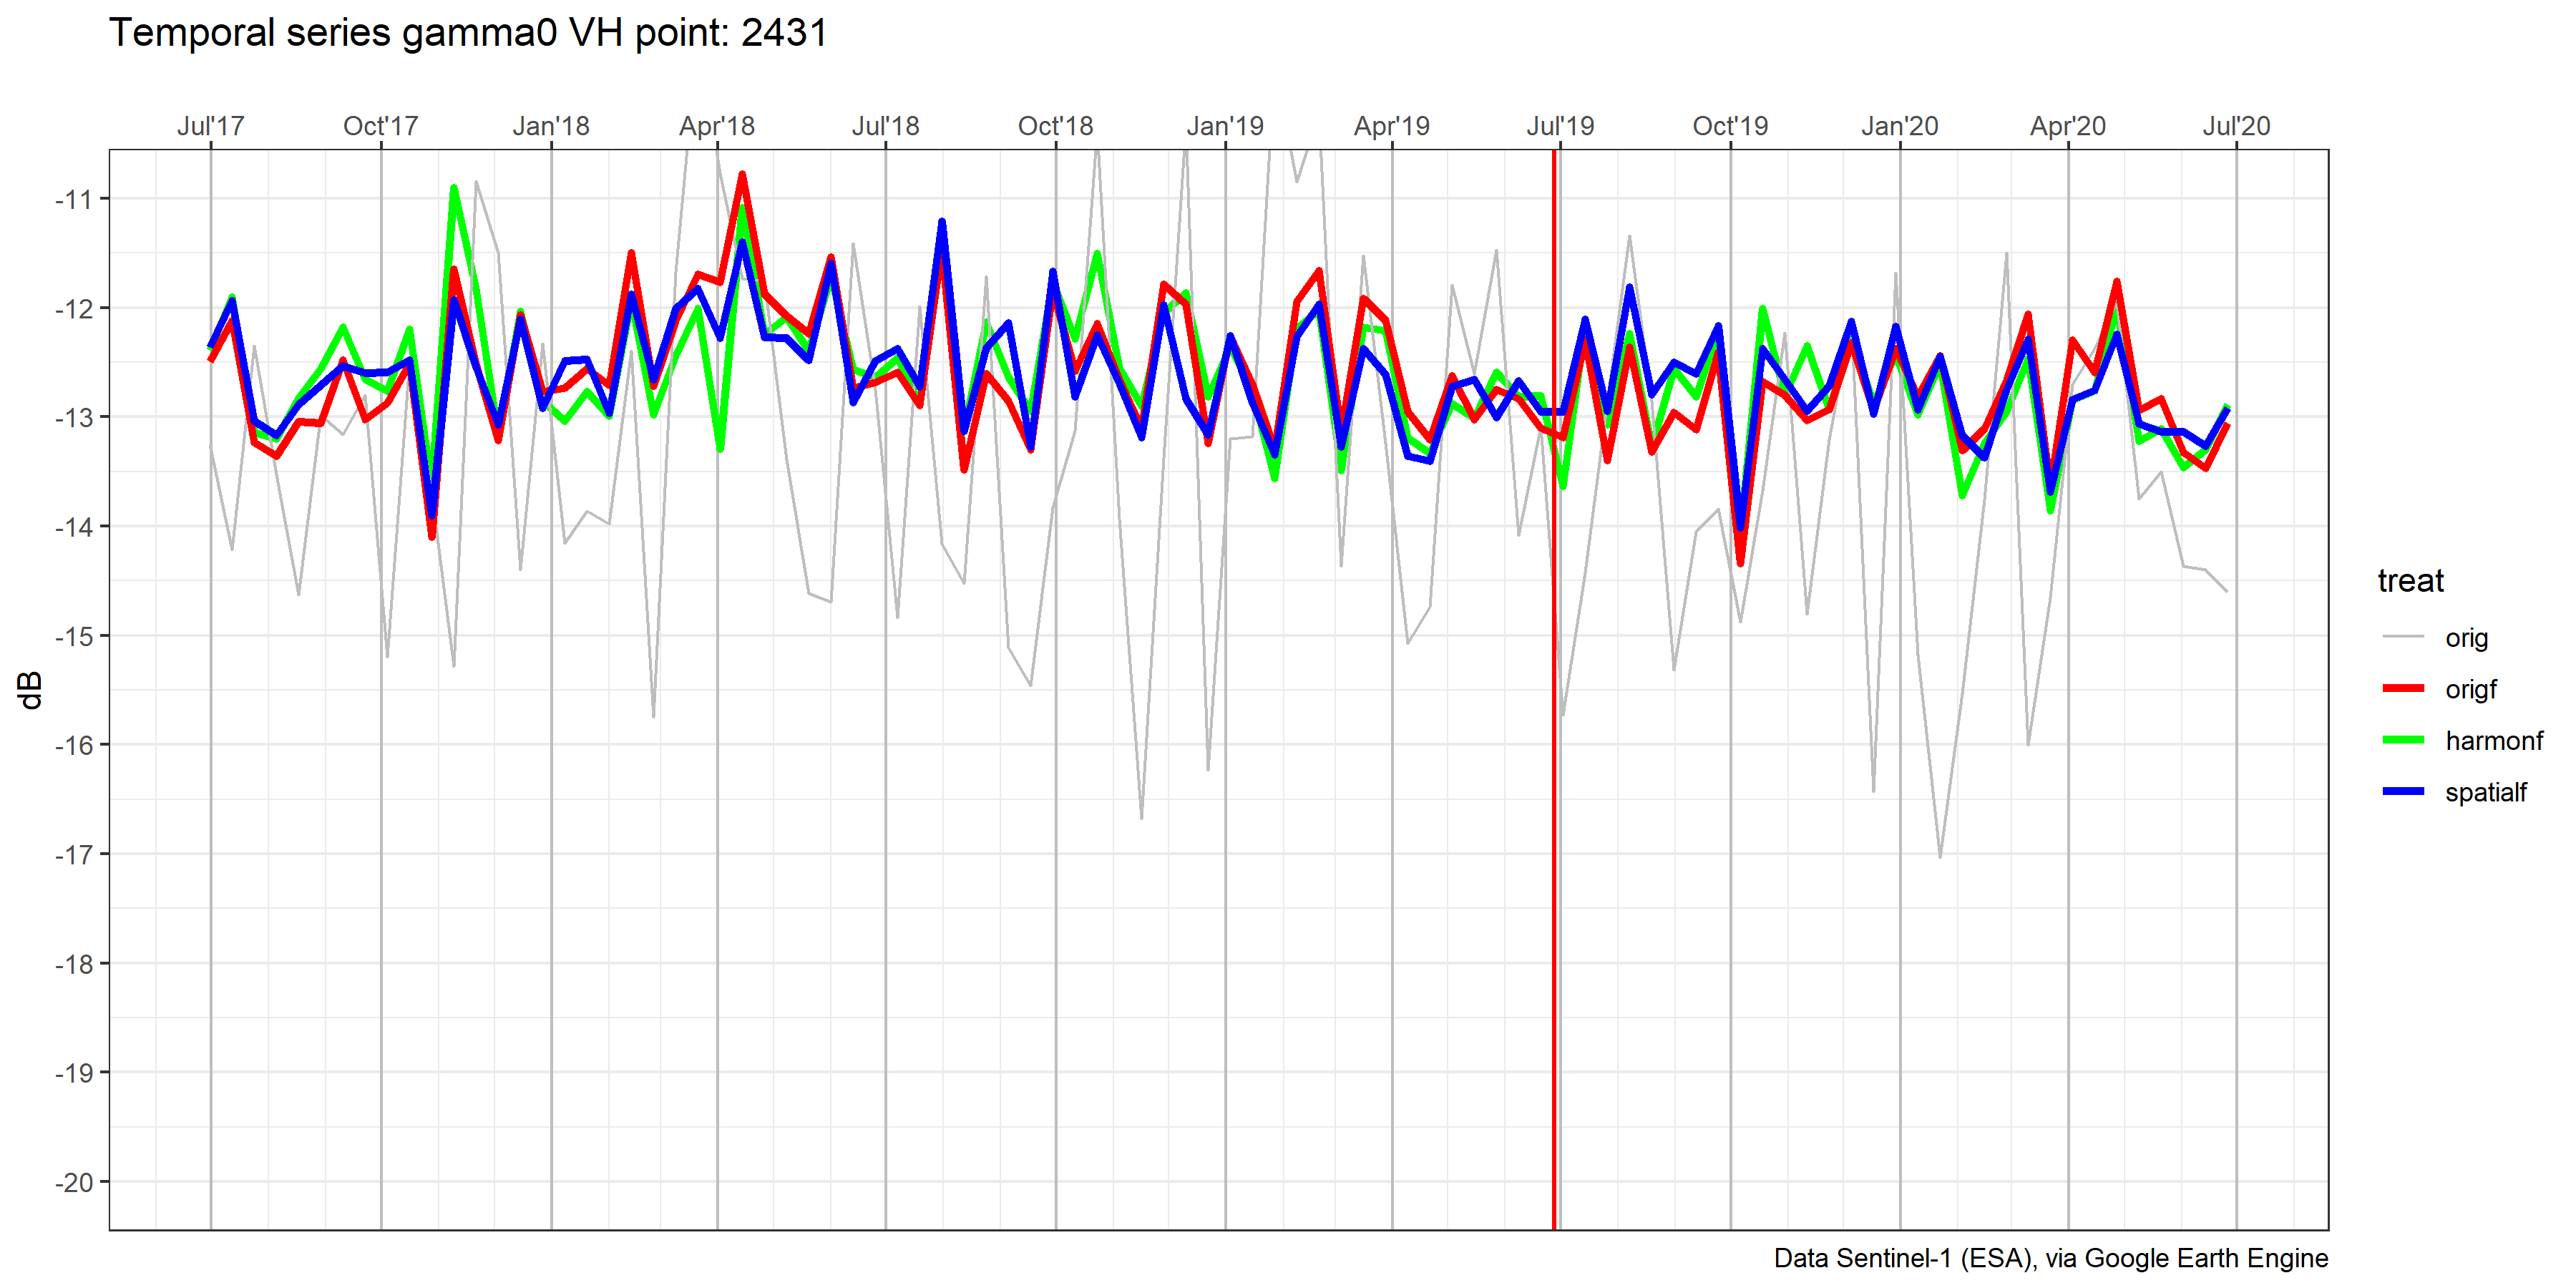 Temporal series gamma0 VH point: 2431
Jul'17 Oct'17 Jan'18 Apr'18 Jul'18 Oct'18 Jan'19 Apr'19 Jul'19 Oct'19 Jan'20 Apr'20 Jul'20
-11
-12
-13
-14
-15
-16
-17
-18
-19
-20
dB
treat
orig
origf
harmonf
spatialf
Data Sentinel-1 (ESA), via Google Earth Engine